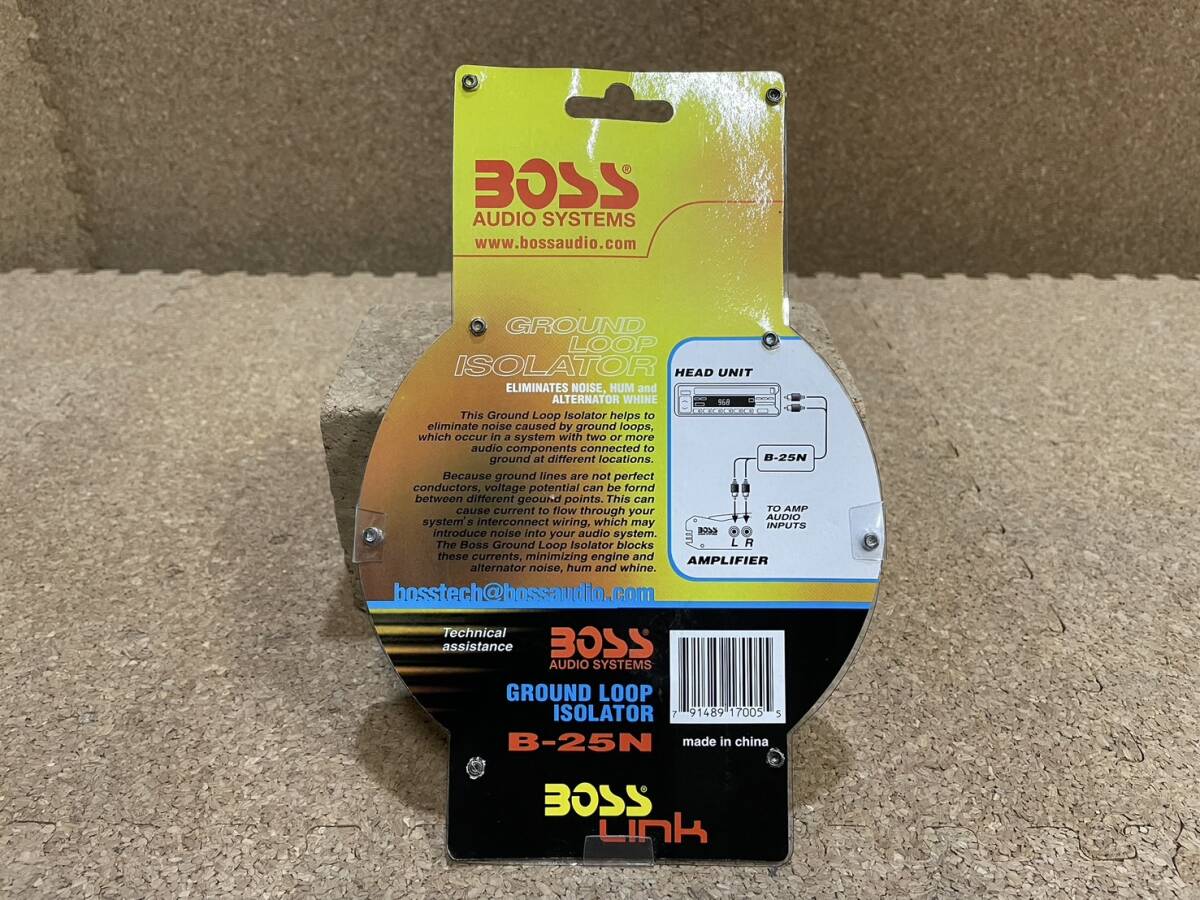 BOSS®
AUDIO SYSTEMS
www.bossaudio.com
GROUND
LOOP
ISOLATOR
ELIMINATES NOISE, HUM and
ALTERNATOR WHINE
This Ground Loop Isolator helps to
eliminate noise caused by ground loops,
which occur in a system with two or more
audio components connected to
ground at different locations.
Because ground lines are not perfect
conductors, voltage potential can be fornd
between different geound points. This can
cause current to flow through your
system's interconnect wiring, which may
introduce noise into your audio system.
The Boss Ground Loop Isolator blocks
these currents, minimizing engine and
alternator noise, hum and whine.
bosstech@bossaudio.com
HEAD UNIT
968
B-25N
TO AMP
AUDIO
INPUTS
BOSS
L R
AMPLIFIER
Technical
assistance
BOSS®
AUDIO SYSTEMS
GROUND LOOP
ISOLATOR
B-25N
7 91489 17005 5
made in china
BOSS®
LINK